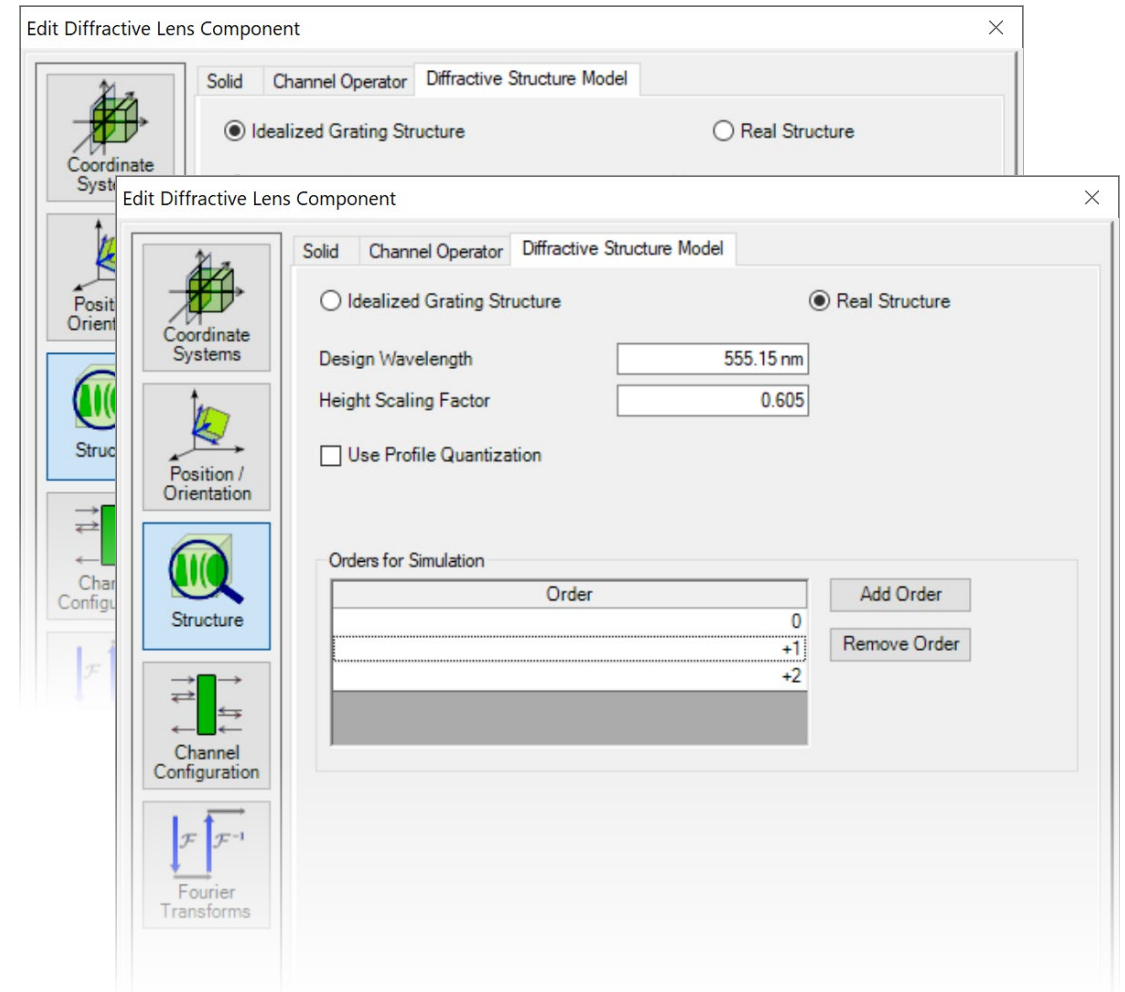 Edit Diffractive Lens Component
Solid
Channel Operator
Diffractive Structure Model
Idealized Grating Structure
Real Structure
Coordinate
Edit Diffractive Lens Component
Solid
Channel Operator
Diffractive Structure Model
Idealized Grating Structure
Real Structure
Coordinate
Systems
Design Wavelength
555.15 nm
Height Scaling Factor
0.605
Use Profile Quantization
Position /
Orientation
Orders for Simulation
Order
0
+1
+2
Add Order
Remove Order
Structure
Channel
Configuration
ℱ
ℱ⁻¹
Fourier
Transforms